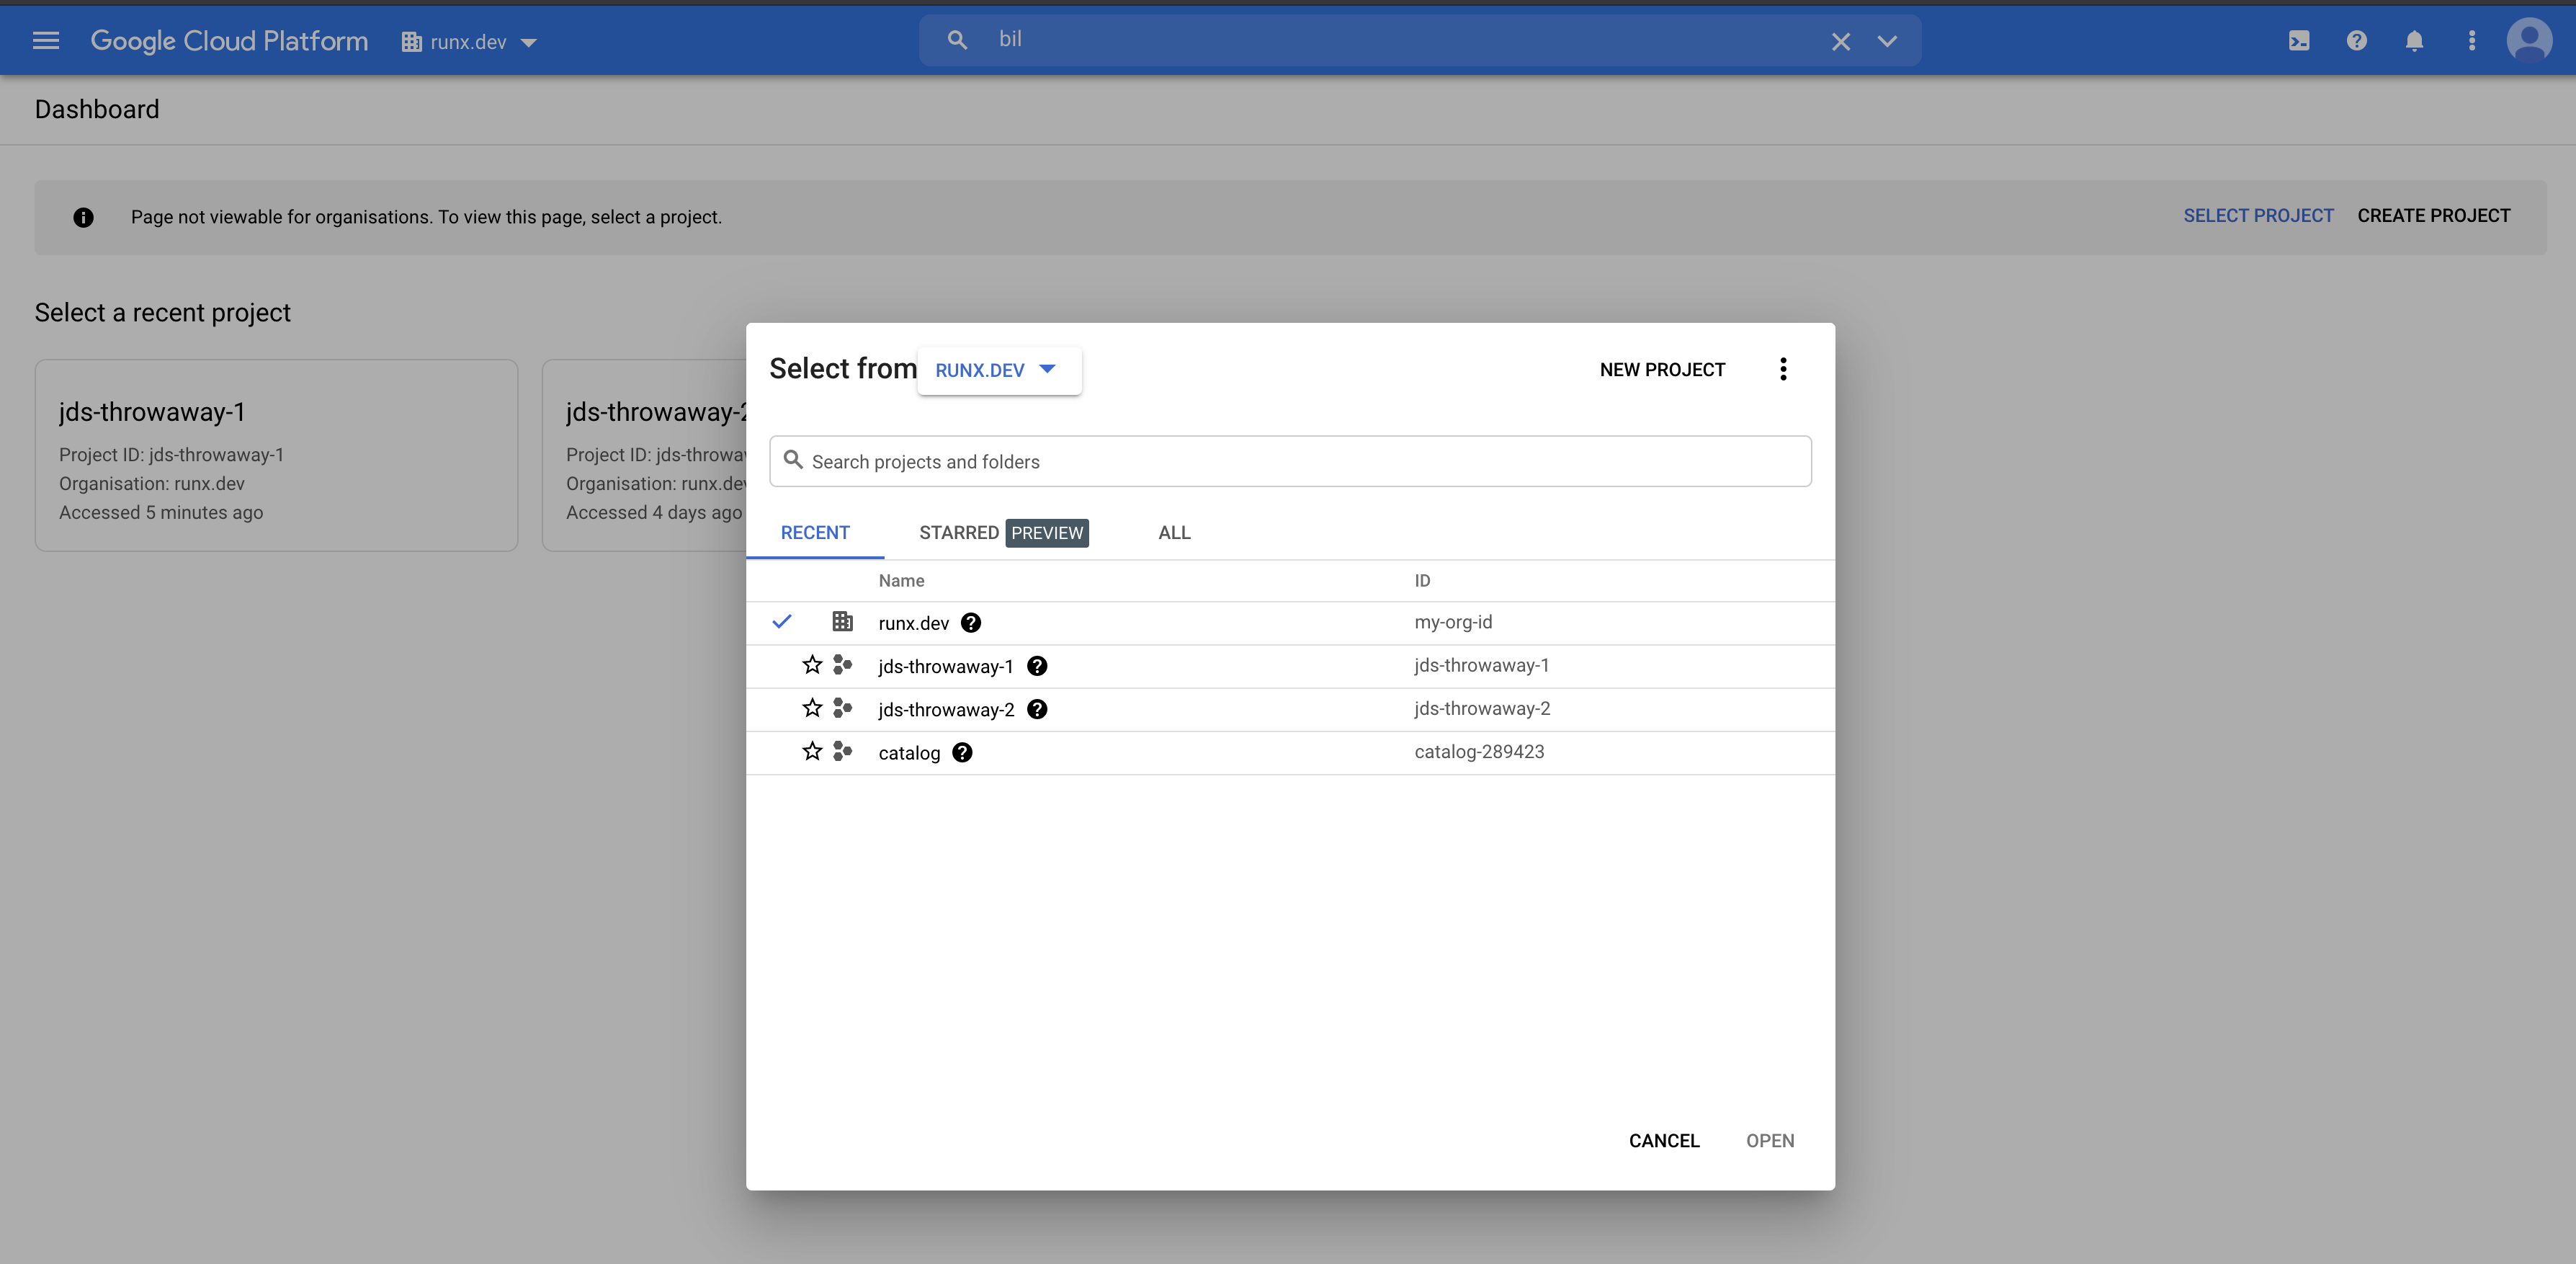 Google Cloud Platform runx.dev bil
Dashboard
Page not viewable for organisations. To view this page, select a project. SELECT PROJECT CREATE PROJECT
Select a recent project
jds-throwaway-1
Project ID: jds-throwaway-1
Organisation: runx.dev
Accessed 5 minutes ago
jds-throwaway-2
Project ID: jds-throwa
Organisation: runx.de
Accessed 4 days ago
Select from RUNX.DEV NEW PROJECT
Search projects and folders
RECENT STARRED PREVIEW ALL
Name ID
runx.dev my-org-id
jds-throwaway-1 jds-throwaway-1
jds-throwaway-2 jds-throwaway-2
catalog catalog-289423
CANCEL OPEN